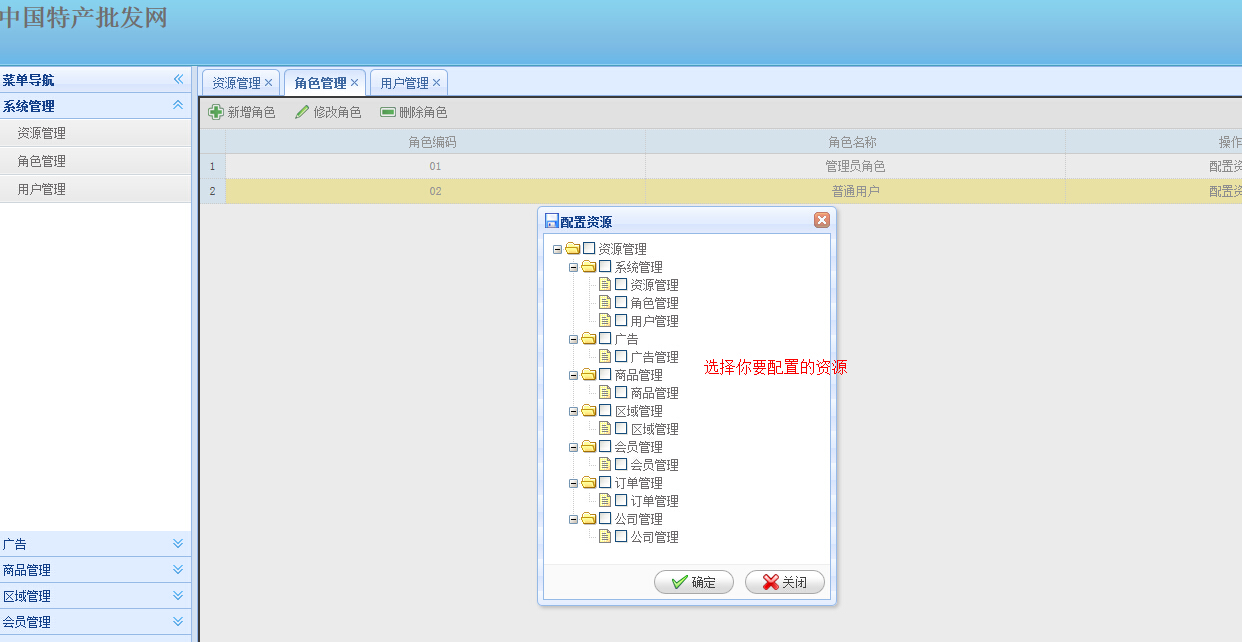 中国特产批发网
菜单导航
系统管理
资源管理
角色管理
用户管理
广告
商品管理
区域管理
会员管理
资源管理 角色管理 用户管理
新增角色 修改角色 删除角色
角色编码 角色名称 操作
1 01 管理员角色 配置资
2 02 普通用户 配置资
配置资源
资源管理
系统管理
资源管理
角色管理
用户管理
广告
广告管理
商品管理
商品管理
区域管理
区域管理
会员管理
会员管理
订单管理
订单管理
公司管理
公司管理
选择你要配置的资源
确定 关闭